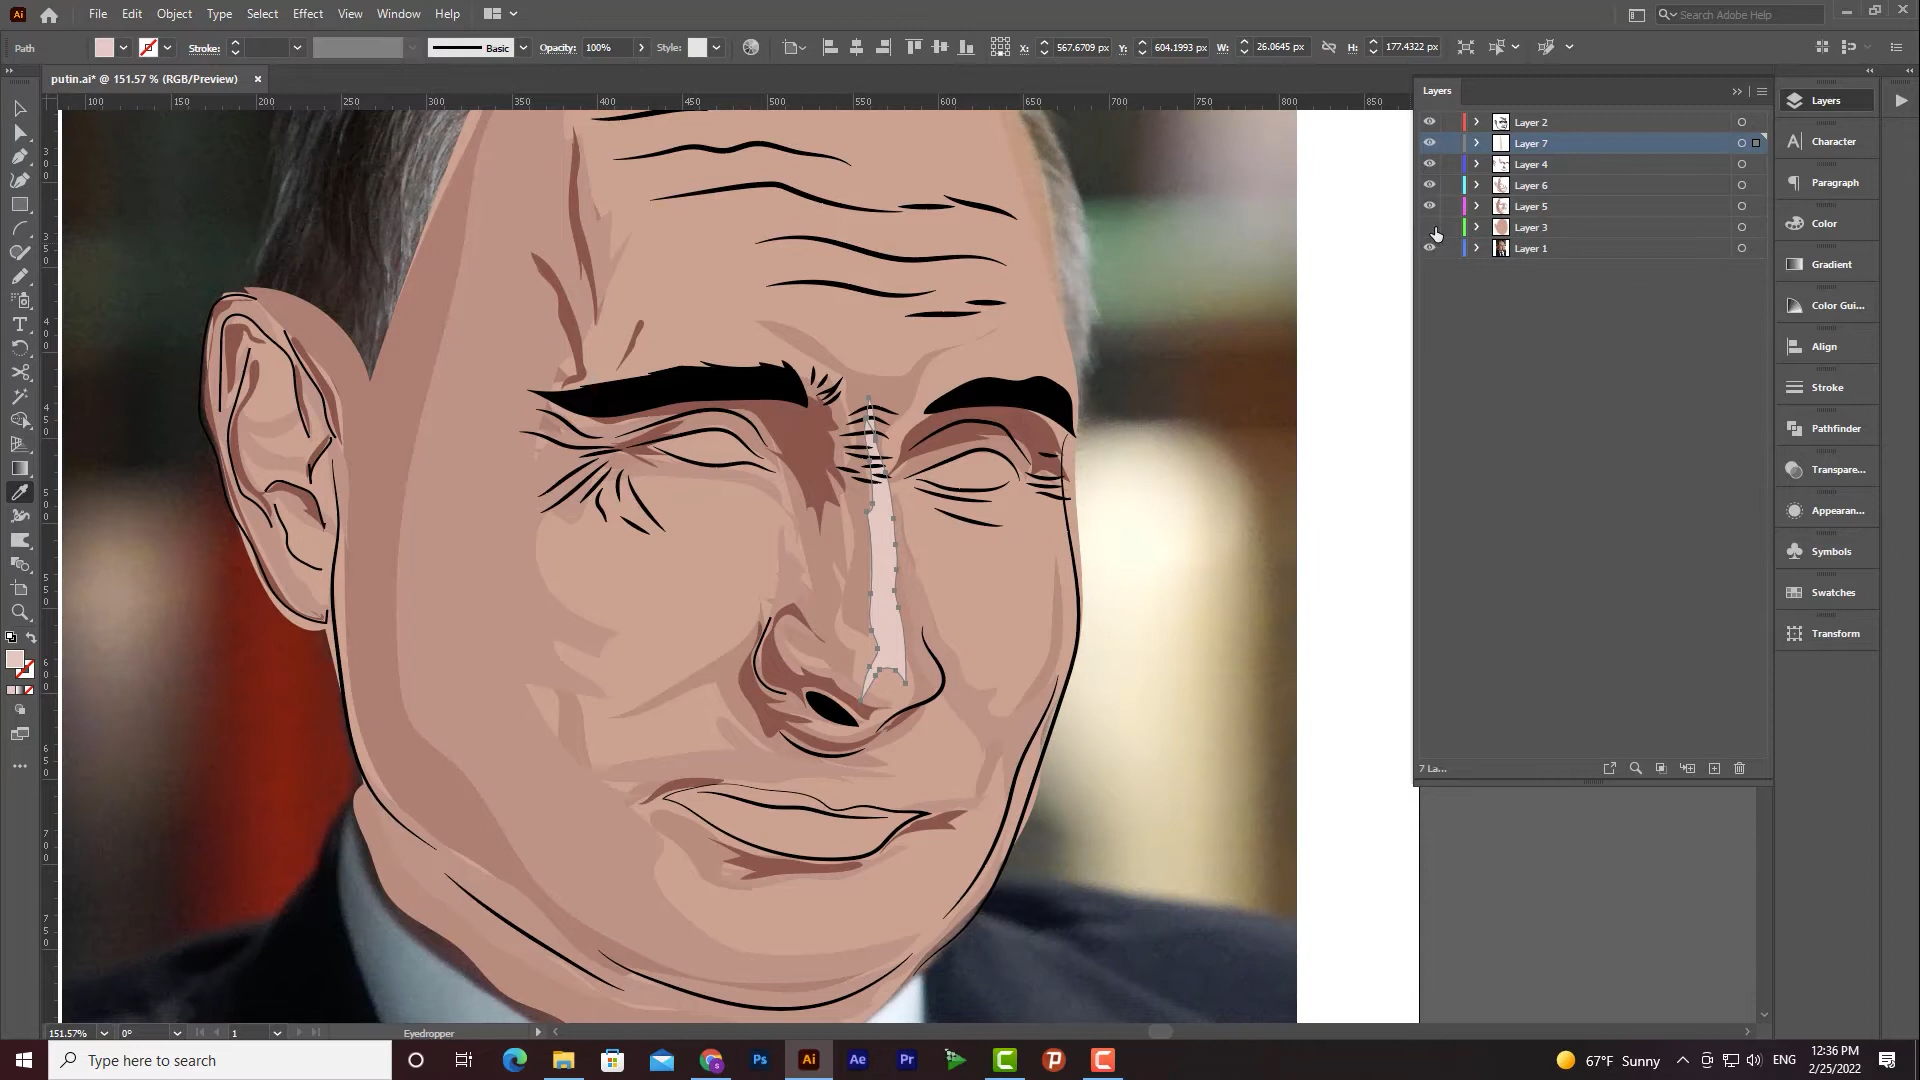 Ai File Edit Object Type Select Effect View Window Help Search Adobe Help
Path Stroke: Basic Opacity: 100% Style: X: 567.6709 px Y: 604.1993 px W: 26.0645 px H: 177.4322 px
putin.ai* @ 151.57 % (RGB/Preview) ×
100 150 200 250 300 350 400 450 500 550 600 650 700 750 800 850
Layers
Layer 2
Layer 7
Layer 4
Layer 6
Layer 5
Layer 3
Layer 1
7 La...
Layers
Character
Paragraph
Color
Gradient
Color Gui...
Align
Stroke
Pathfinder
Transpare...
Appearan...
Symbols
Swatches
Transform
151.57% 0° 1 Eyedropper
Type here to search
Ps Ai Ae Pr
67°F Sunny ENG
12:36 PM
2/25/2022